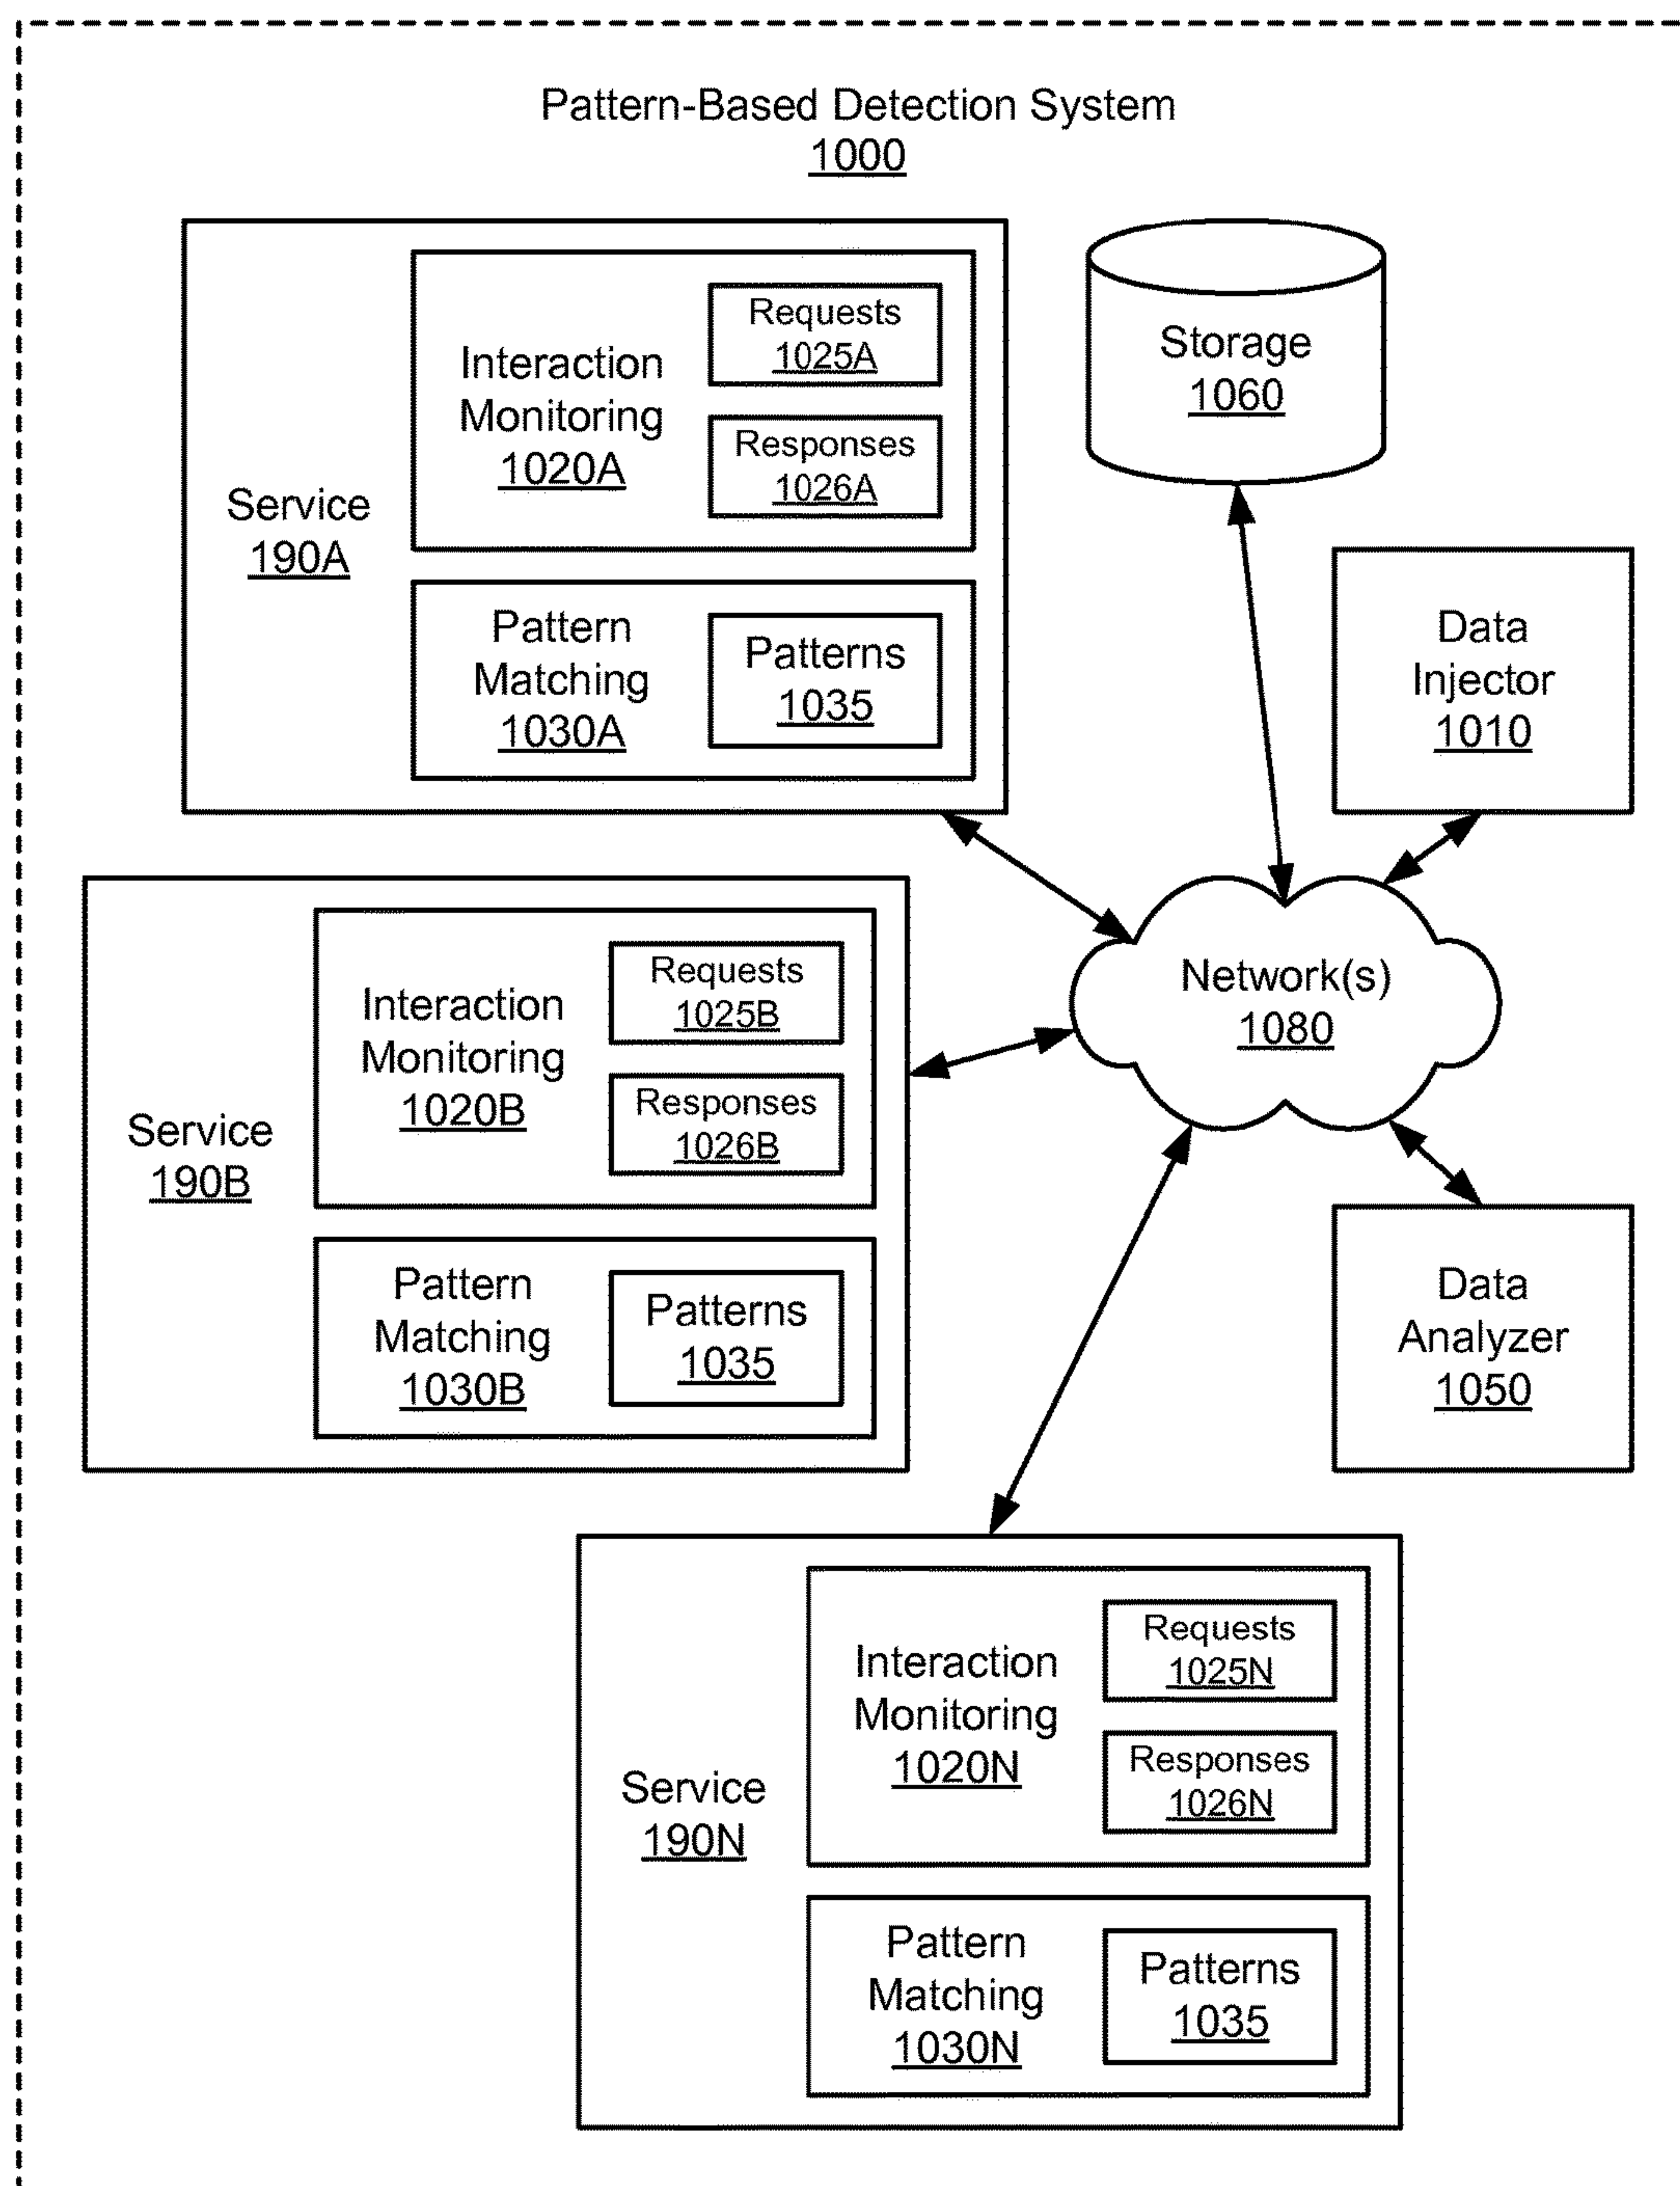 Pattern-Based Detection System
1000
Service
190A
Interaction
Monitoring
1020A
Requests
1025A
Responses
1026A
Pattern
Matching
1030A
Patterns
1035
Storage
1060
Data
Injector
1010
Service
190B
Interaction
Monitoring
1020B
Requests
1025B
Responses
1026B
Pattern
Matching
1030B
Patterns
1035
Network(s)
1080
Data
Analyzer
1050
Service
190N
Interaction
Monitoring
1020N
Requests
1025N
Responses
1026N
Pattern
Matching
1030N
Patterns
1035